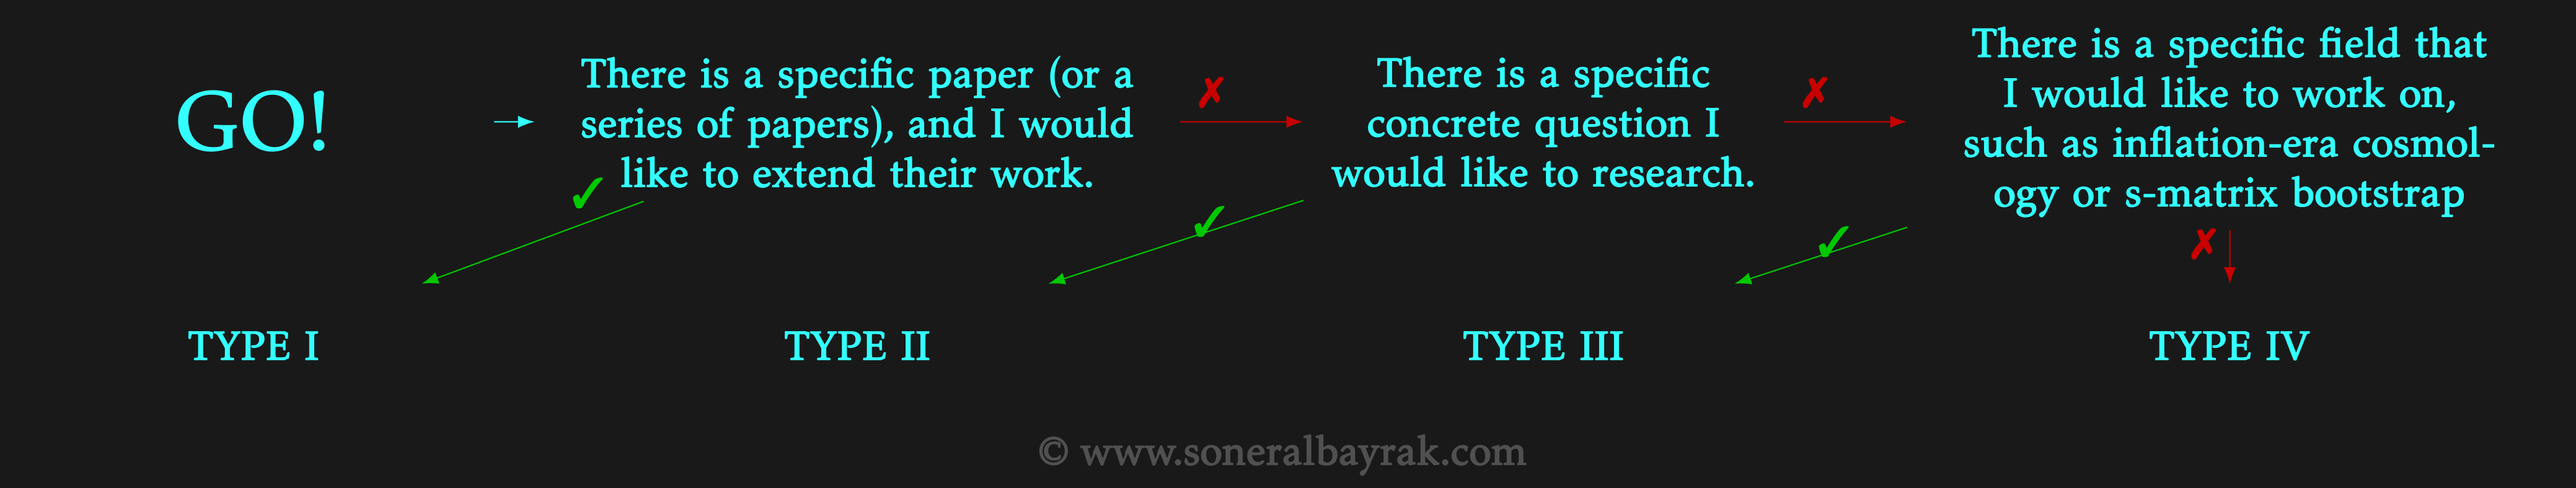 GO!
There is a specific paper (or a
series of papers), and I would
like to extend their work.
There is a specific
concrete question I
would like to research.
There is a specific field that
I would like to work on,
such as inflation-era cosmol-
ogy or s-matrix bootstrap
✓
✗
✓
✗
✓
✗
TYPE I
TYPE II
TYPE III
TYPE IV
© www.soneralbayrak.com